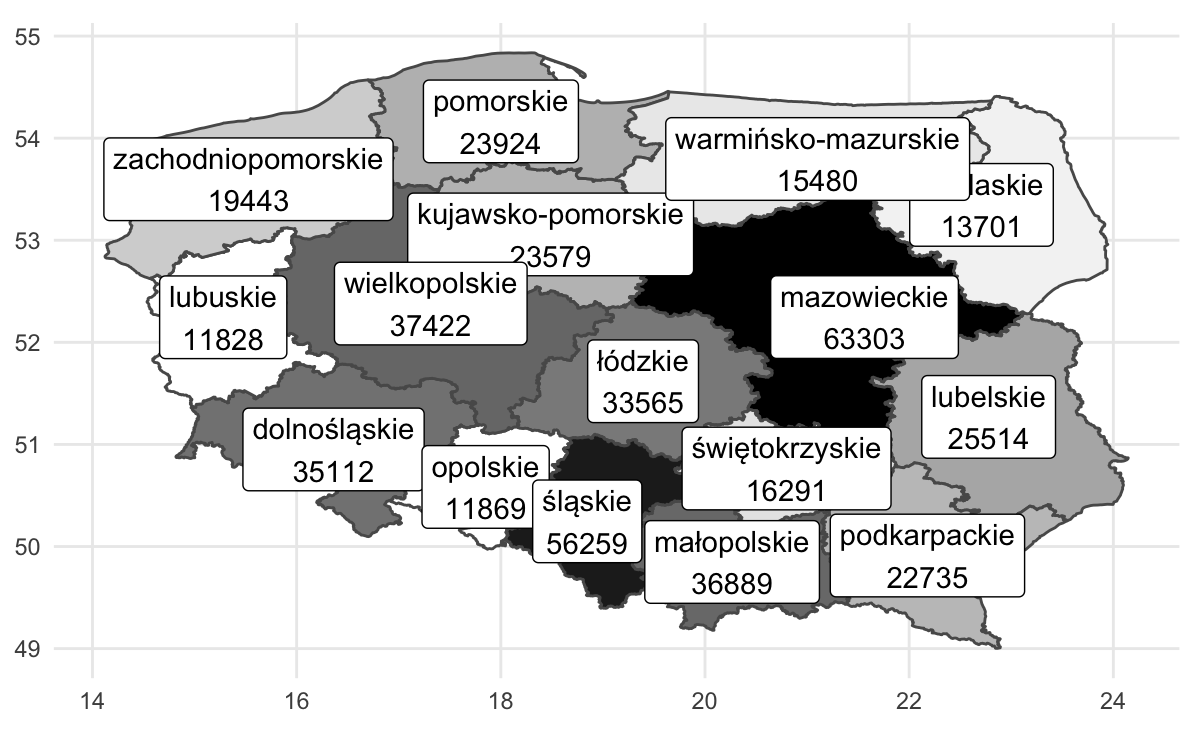 55
54
53
52
51
50
49
pomorskie
23924
zachodniopomorskie
19443
warmińsko-mazurskie
15480
laskie
13701
kujawsko-pomorskie
23579
wielkopolskie
37422
lubuskie
11828
mazowieckie
63303
łódzkie
33565
lubelskie
25514
dolnośląskie
35112
opolskie
11869
śląskie
56259
świętokrzyskie
16291
małopolskie
36889
podkarpackie
22735
14
16
18
20
22
24